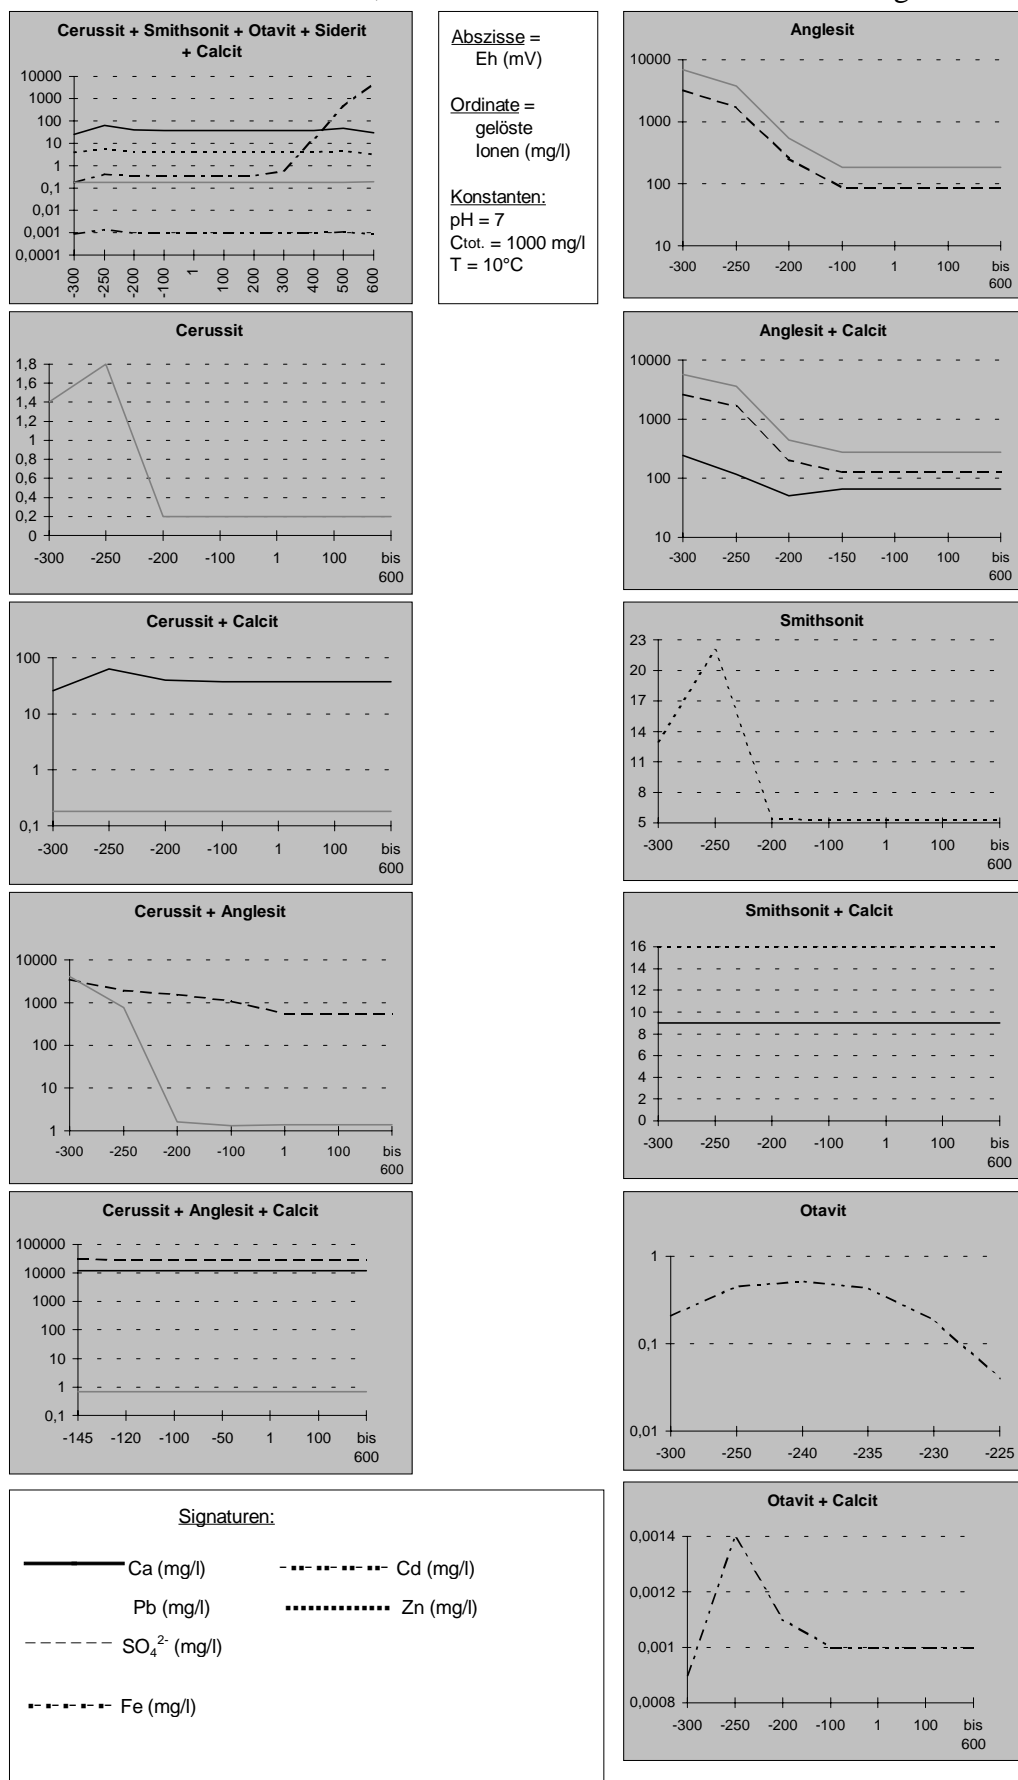 Cerussit + Smithsonit + Otavit + Siderit
+ Calcit
10000
1000
100
10
1
0,1
0,01
0,001
0,0001
-300
-250
-200
-100
1
100
200
300
400
500
600
Abszisse =
Eh (mV)
Ordinate =
gelöste
Ionen (mg/l)
Konstanten:
pH = 7
Ctot. = 1000 mg/l
T = 10°C
Anglesit
10000
1000
100
10
-300 -250 -200 -100 1 100 bis
600
Cerussit
1,8
1,6
1,4
1,2
1
0,8
0,6
0,4
0,2
0
-300 -250 -200 -100 1 100 bis
600
Anglesit + Calcit
10000
1000
100
10
-300 -250 -200 -150 -100 100 bis
600
Cerussit + Calcit
100
10
1
0,1
-300 -250 -200 -100 1 100 bis
600
Smithsonit
23
20
17
14
11
8
5
-300 -250 -200 -100 1 100 bis
600
Cerussit + Anglesit
10000
1000
100
10
1
-300 -250 -200 -100 1 100 bis
600
Smithsonit + Calcit
16
14
12
10
8
6
4
2
0
-300 -250 -200 -100 1 100 bis
600
Cerussit + Anglesit + Calcit
100000
10000
1000
100
10
1
0,1
-145 -120 -100 -50 1 100 bis
600
Otavit
1
0,1
0,01
-300 -250 -240 -235 -230 -225
Signaturen:
Ca (mg/l) Cd (mg/l)
Pb (mg/l) Zn (mg/l)
SO₄²⁻ (mg/l)
Fe (mg/l)
Otavit + Calcit
0,0014
0,0012
0,001
0,0008
-300 -250 -200 -100 1 100 bis
600